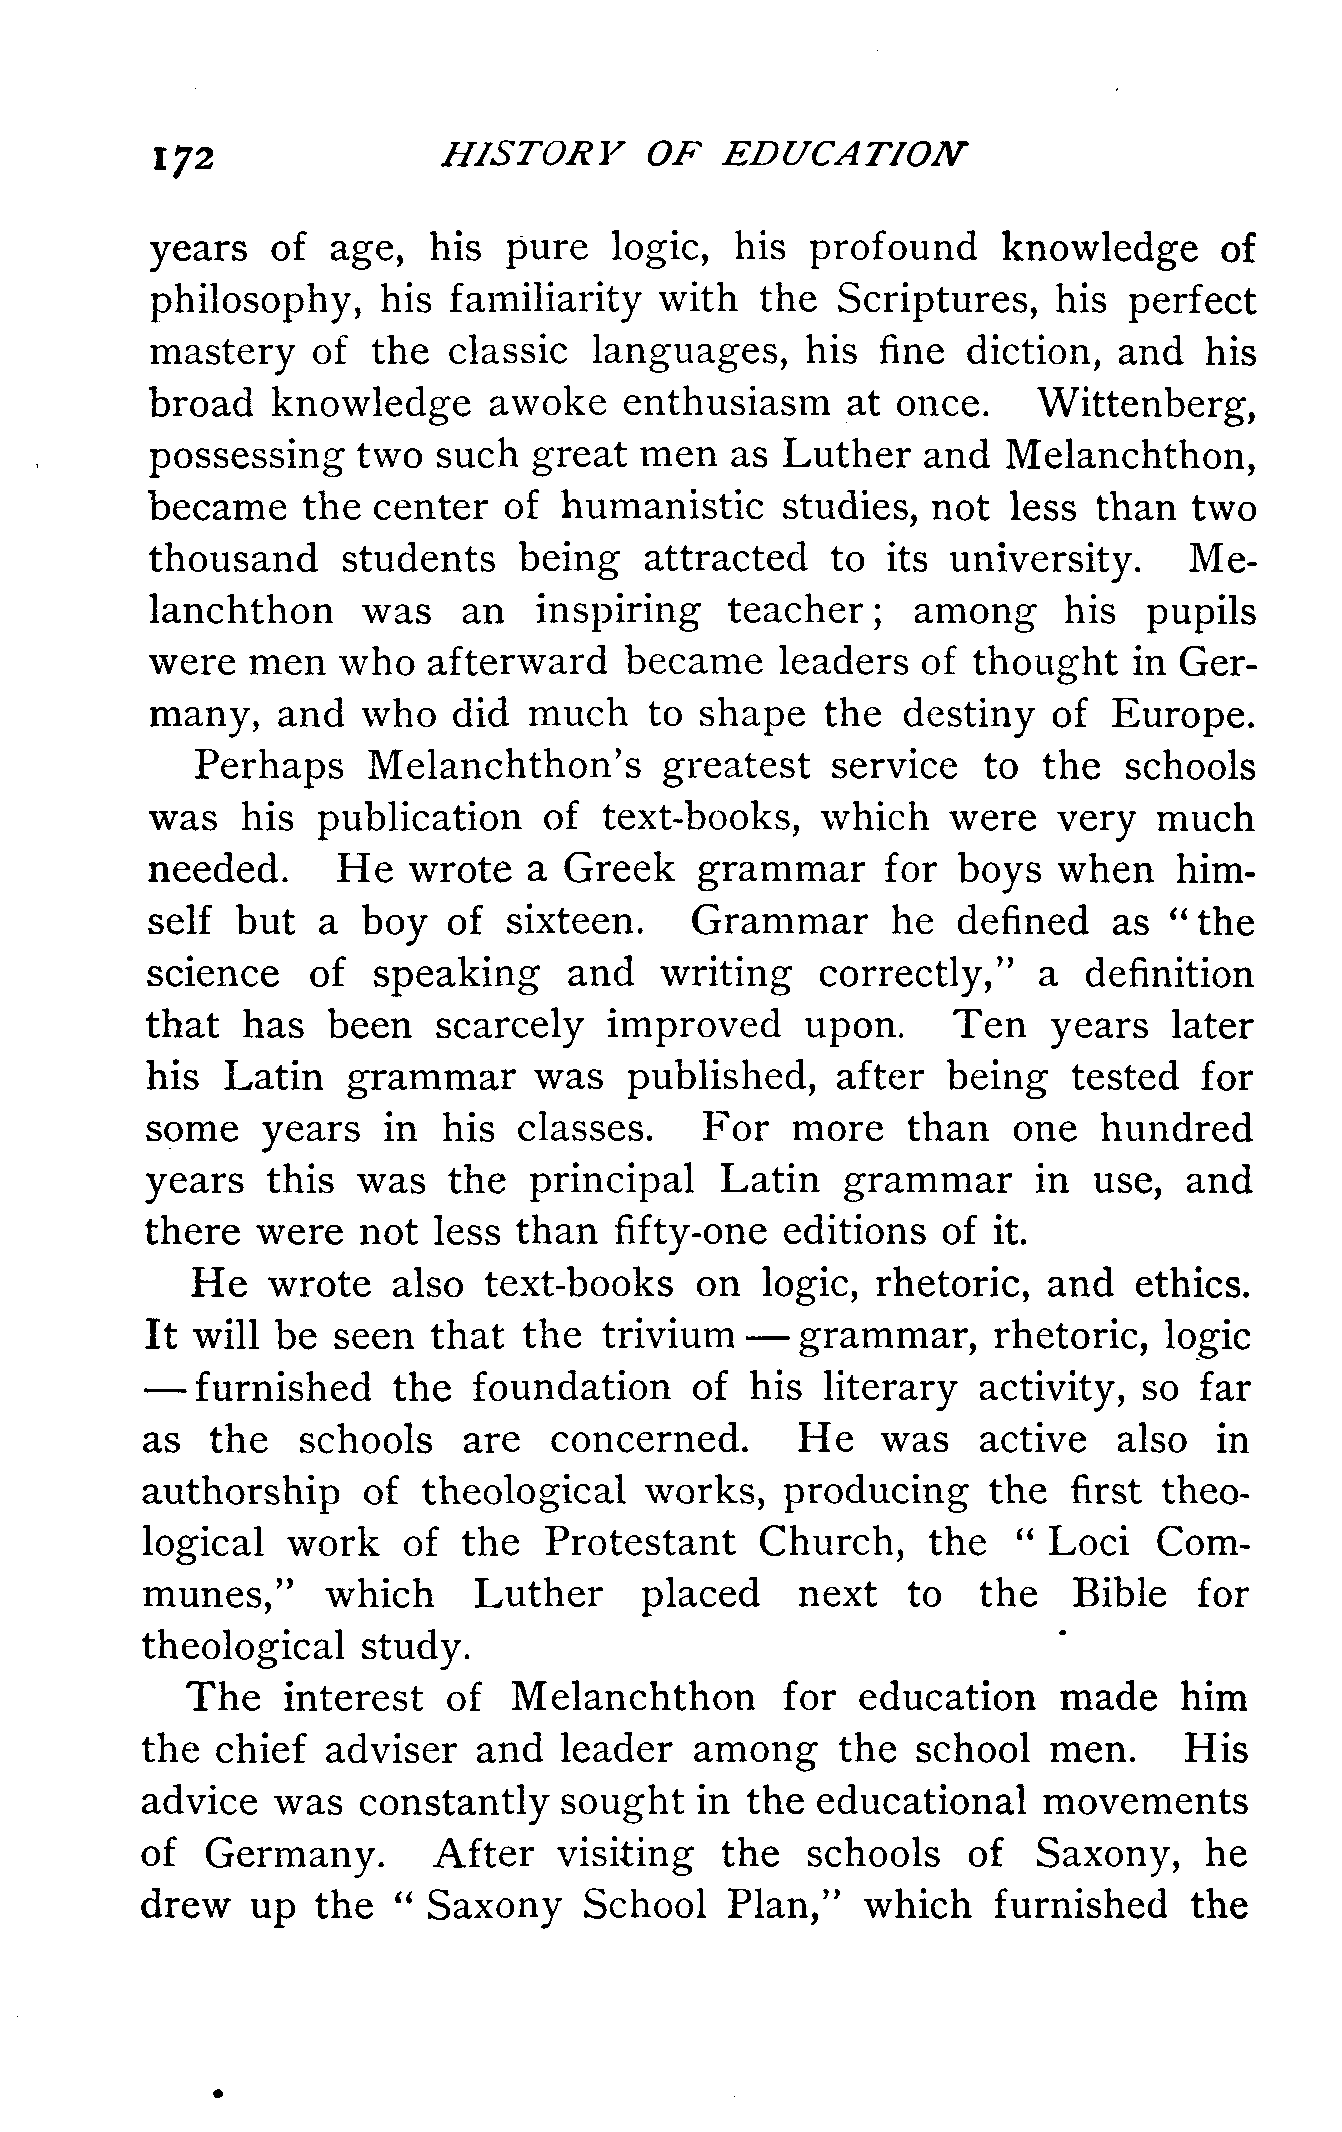 172 HISTORY OF EDUCATION
years of age, his pure logic, his profound knowledge of
philosophy, his familiarity with the Scriptures, his perfect
mastery of the classic languages, his fine diction, and his
broad knowledge awoke enthusiasm at once. Wittenberg,
possessing two such great men as Luther and Melanchthon,
became the center of humanistic studies, not less than two
thousand students being attracted to its university. Me-
lanchthon was an inspiring teacher; among his pupils
were men who afterward became leaders of thought in Ger-
many, and who did much to shape the destiny of Europe.
Perhaps Melanchthon's greatest service to the schools
was his publication of text-books, which were very much
needed. He wrote a Greek grammar for boys when him-
self but a boy of sixteen. Grammar he defined as "the
science of speaking and writing correctly," a definition
that has been scarcely improved upon. Ten years later
his Latin grammar was published, after being tested for
some years in his classes. For more than one hundred
years this was the principal Latin grammar in use, and
there were not less than fifty-one editions of it.
He wrote also text-books on logic, rhetoric, and ethics.
It will be seen that the trivium — grammar, rhetoric, logic
— furnished the foundation of his literary activity, so far
as the schools are concerned. He was active also in
authorship of theological works, producing the first theo-
logical work of the Protestant Church, the "Loci Com-
munes," which Luther placed next to the Bible for
theological study.
The interest of Melanchthon for education made him
the chief adviser and leader among the school men. His
advice was constantly sought in the educational movements
of Germany. After visiting the schools of Saxony, he
drew up the "Saxony School Plan," which furnished the